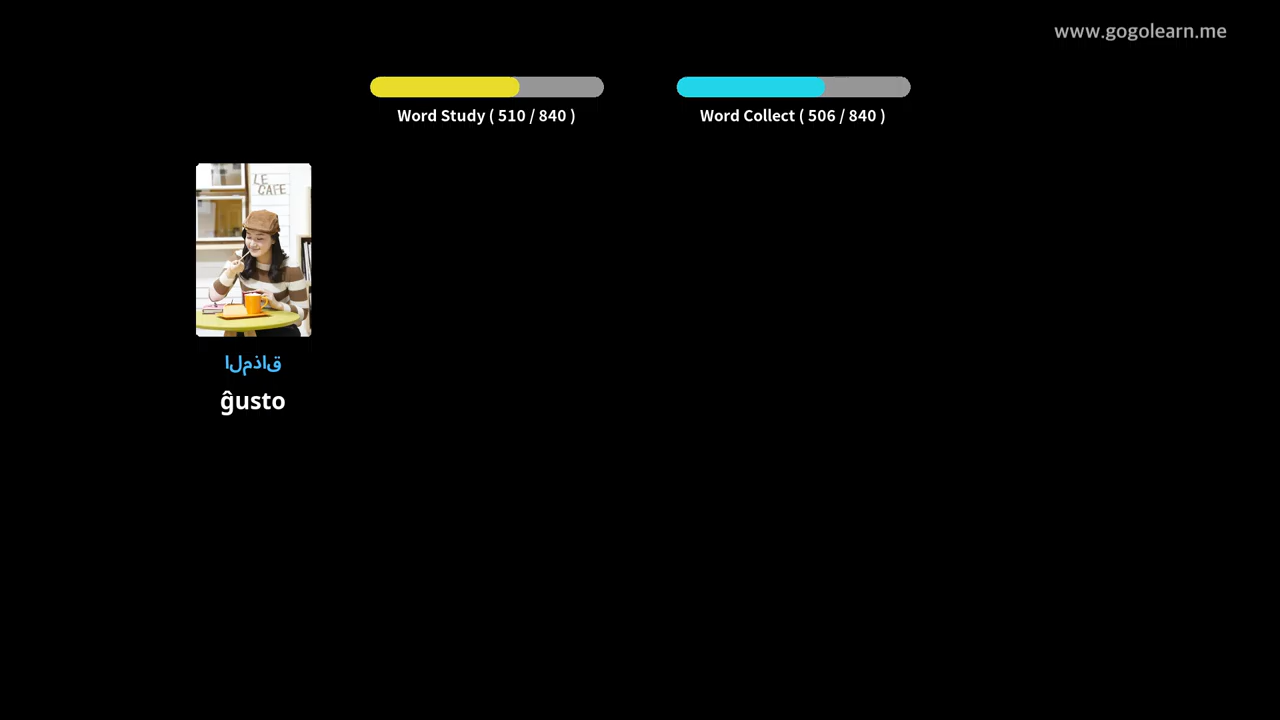 www.gogolearn.me
Word Study ( 510 / 840 )
Word Collect ( 506 / 840 )
LE
CAFE
المذاق
ĝusto